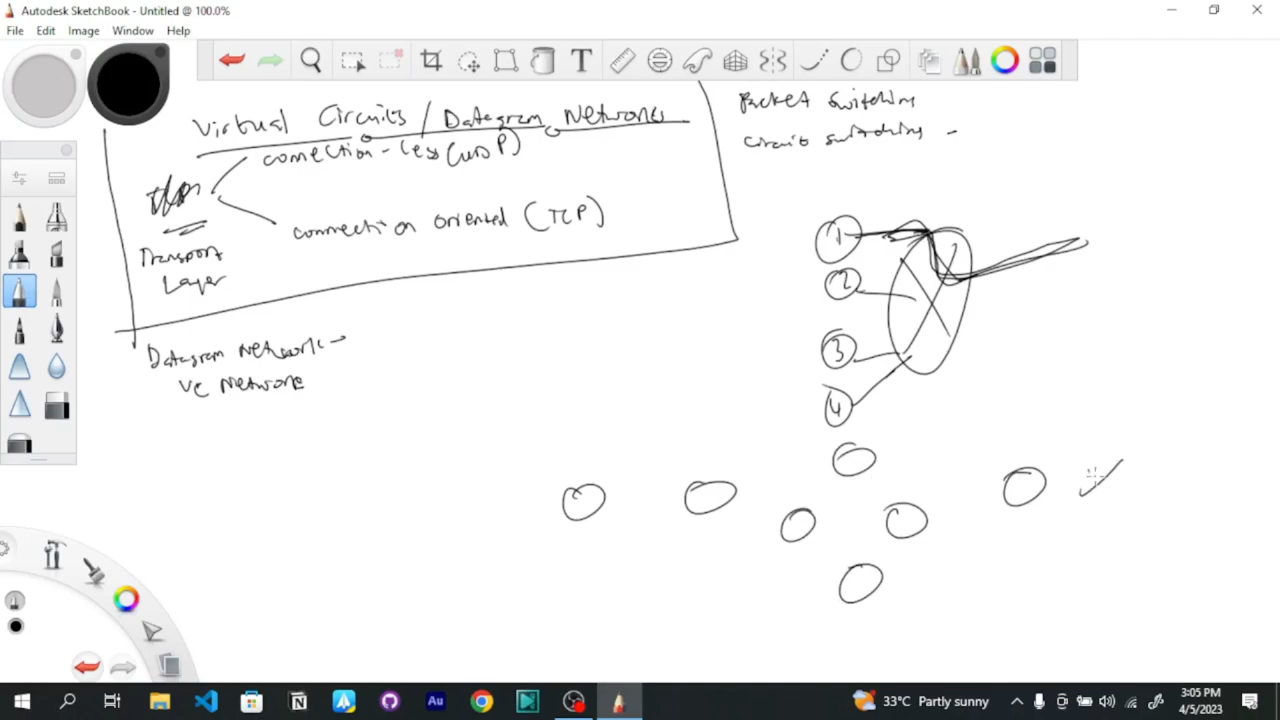 Autodesk SketchBook - Untitled @ 100.0%
File Edit Image Window Help
Virtual Circuits / Datagram Networks
connection-less (UDP)
connection oriented (TCP)
Transport
Layer
Datagram Network -
VC Network
Packet Switching
circuit switching -
1
2
3
4
33°C Partly sunny
3:05 PM
4/5/2023